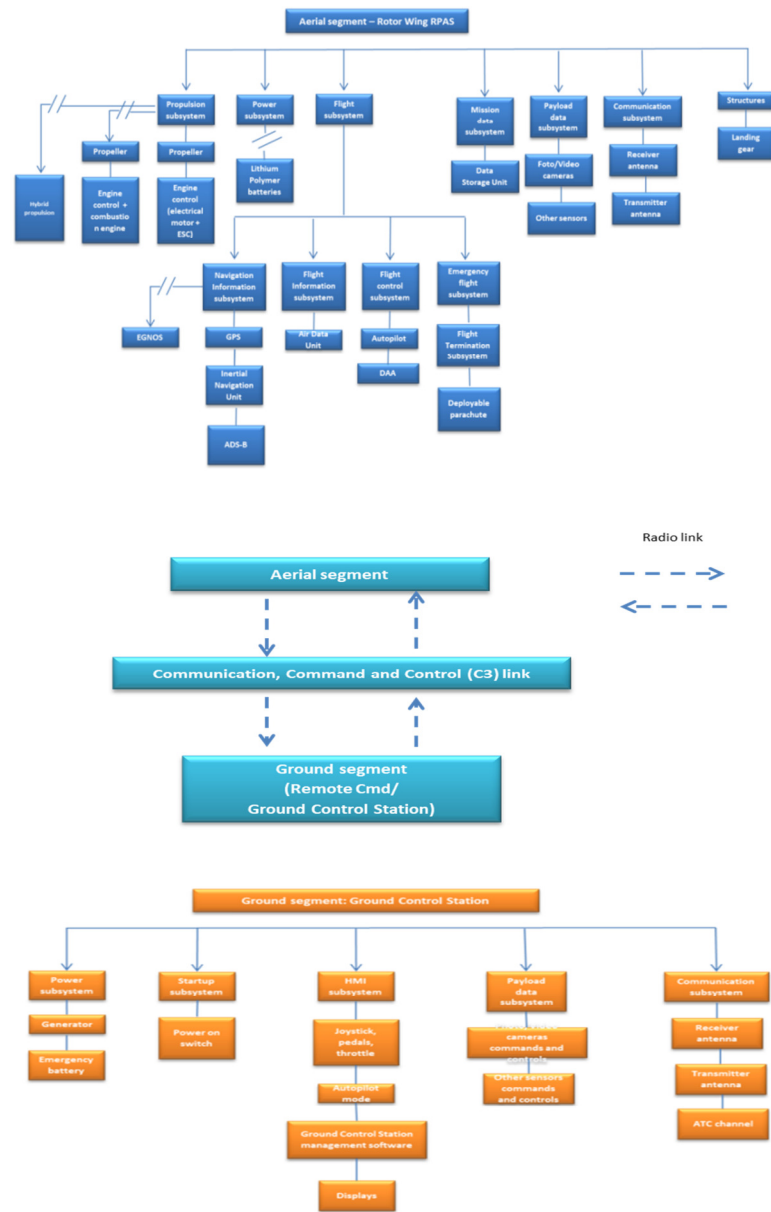 Aerial segment – Rotor Wing RPAS
Propulsion
subsystem
Power
subsystem
Flight
subsystem
Mission
data
subsystem
Payload
data
subsystem
Communication
subsystem
Structures
Propeller
Propeller
Hybrid
propulsion
Engine
control +
combustio
n engine
Engine
control
(electrical
motor +
ESC)
Lithium
Polymer
batteries
Data
Storage Unit
Foto/Video
cameras
Other sensors
Receiver
antenna
Transmitter
antenna
Landing
gear
Navigation
Information
subsystem
Flight
Information
subsystem
Flight
control
subsystem
Emergency
flight
subsystem
EGNOS
GPS
Air Data
Unit
Autopilot
Flight
Termination
Subsystem
Inertial
Navigation
Unit
DAA
Deployable
parachute
ADS-B
Radio link
Aerial segment
Communication, Command and Control (C3) link
Ground segment
(Remote Cmd/
Ground Control Station)
Ground segment: Ground Control Station
Power
subsystem
Startup
subsystem
HMI
subsystem
Payload
data
subsystem
Communication
subsystem
Generator
Emergency
battery
Power on
switch
Joystick,
pedals,
throttle
Autopilot
mode
Ground Control Station
management software
Displays
cameras
commands and
controls
Other sensors
commands
and controls
Receiver
antenna
Transmitter
antenna
ATC channel